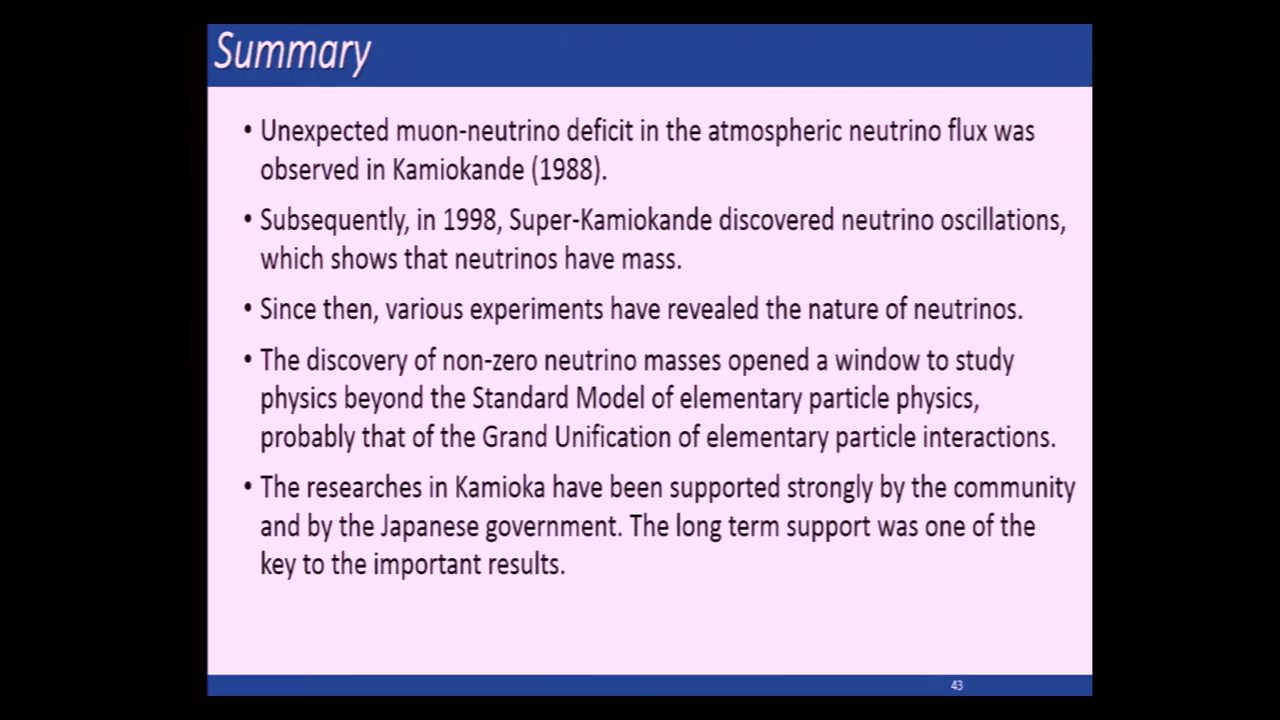 Summary
• Unexpected muon-neutrino deficit in the atmospheric neutrino flux was
observed in Kamiokande (1988).
• Subsequently, in 1998, Super-Kamiokande discovered neutrino oscillations,
which shows that neutrinos have mass.
• Since then, various experiments have revealed the nature of neutrinos.
• The discovery of non-zero neutrino masses opened a window to study
physics beyond the Standard Model of elementary particle physics,
probably that of the Grand Unification of elementary particle interactions.
• The researches in Kamioka have been supported strongly by the community
and by the Japanese government. The long term support was one of the
key to the important results.
43